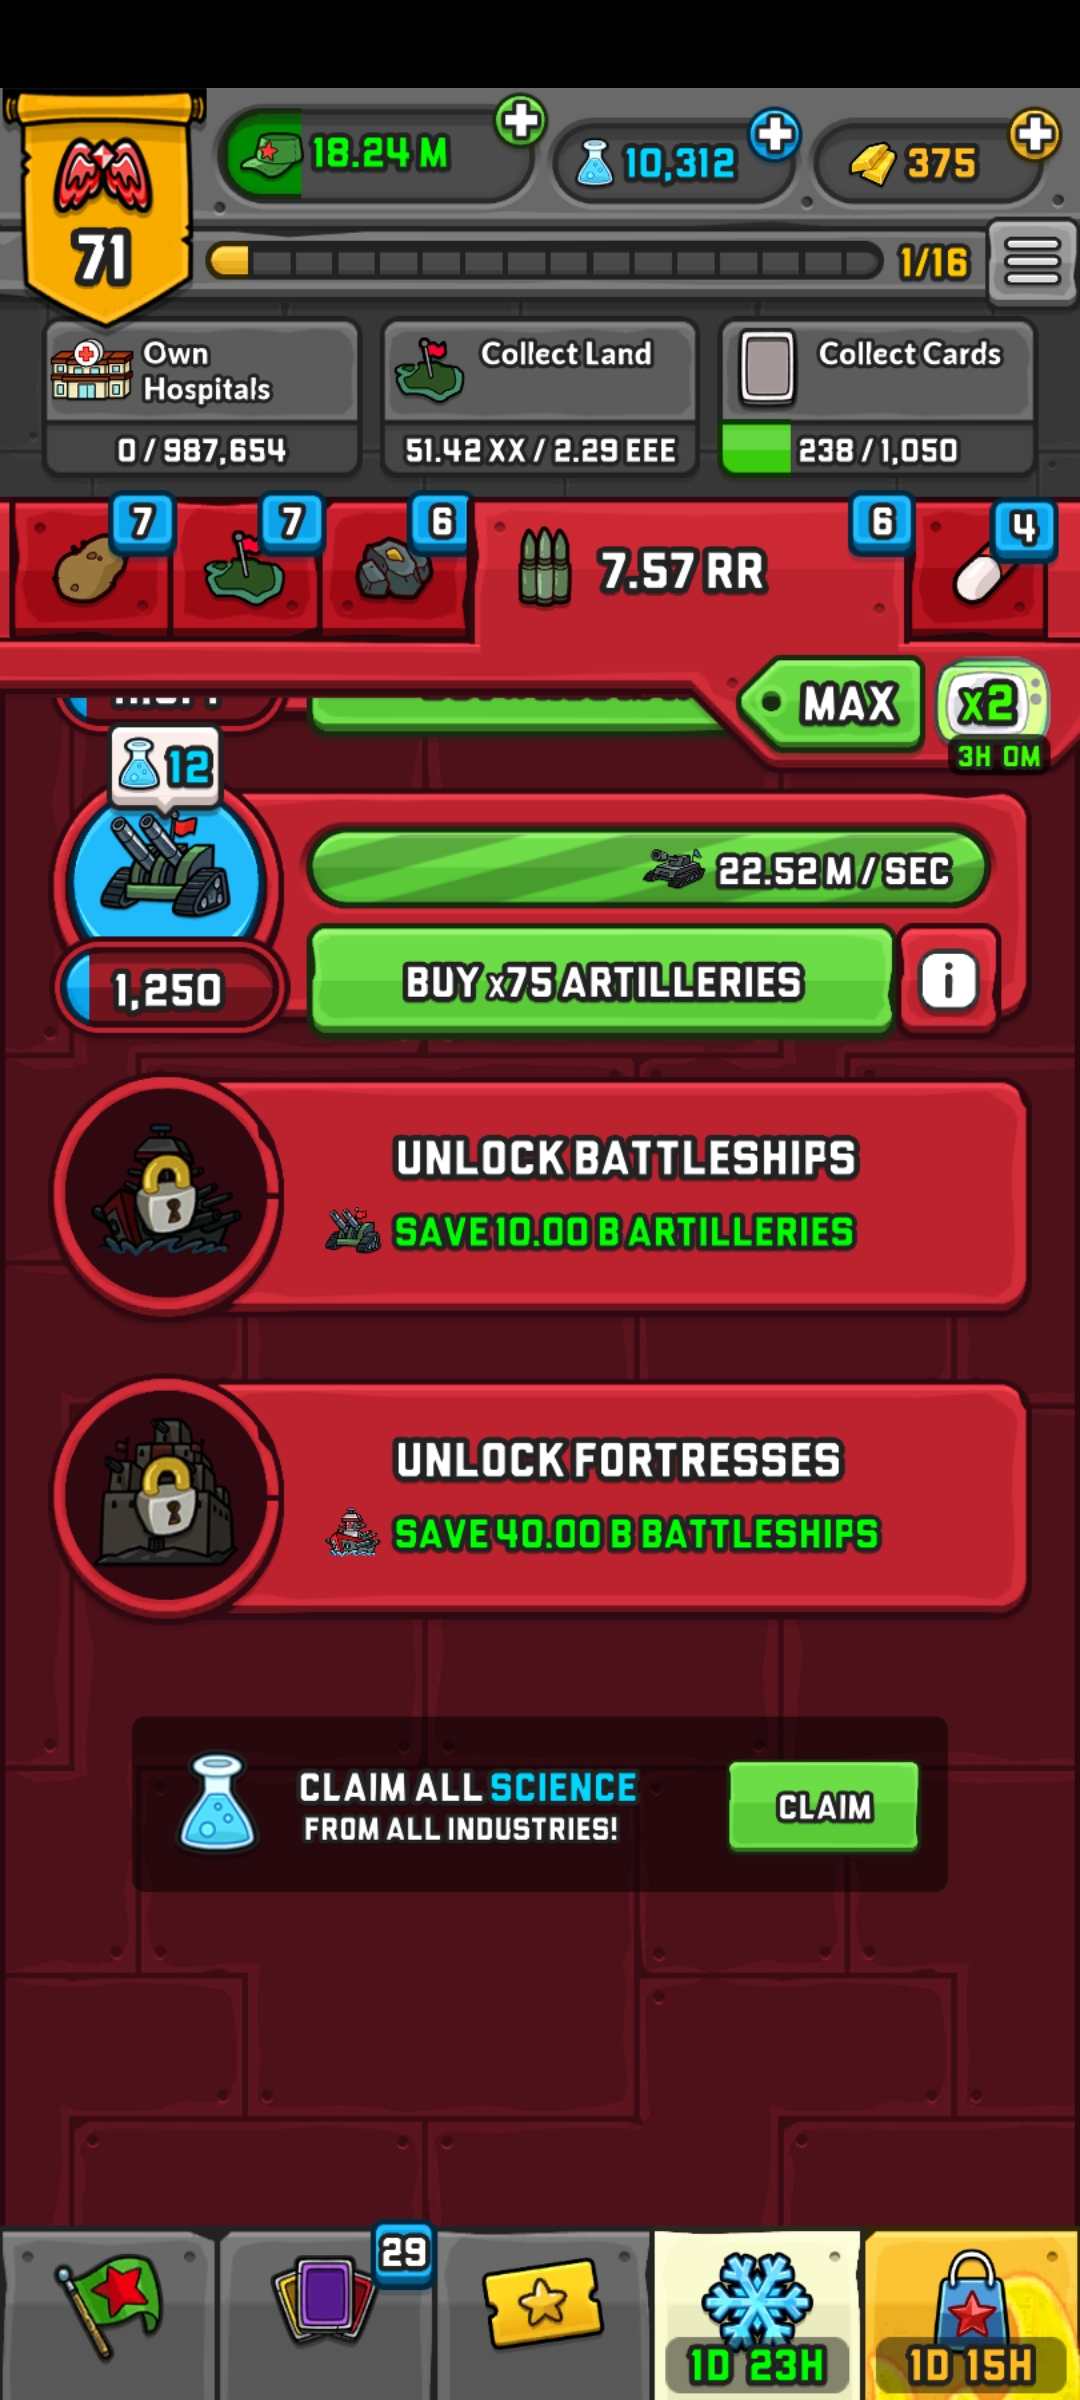 18.24 M
10,312
375
71
1/16
Own
Hospitals
0 / 987,654
Collect Land
51.42 XX / 2.29 EEE
Collect Cards
238 / 1,050
7
7
6
7.57 RR
6
4
MAX
x2
3H 0M
12
22.52 M / SEC
1,250
BUY x75 ARTILLERIES
i
UNLOCK BATTLESHIPS
SAVE 10.00 B ARTILLERIES
UNLOCK FORTRESSES
SAVE 40.00 B BATTLESHIPS
CLAIM ALL SCIENCE
FROM ALL INDUSTRIES!
CLAIM
29
1D 23H
1D 15H